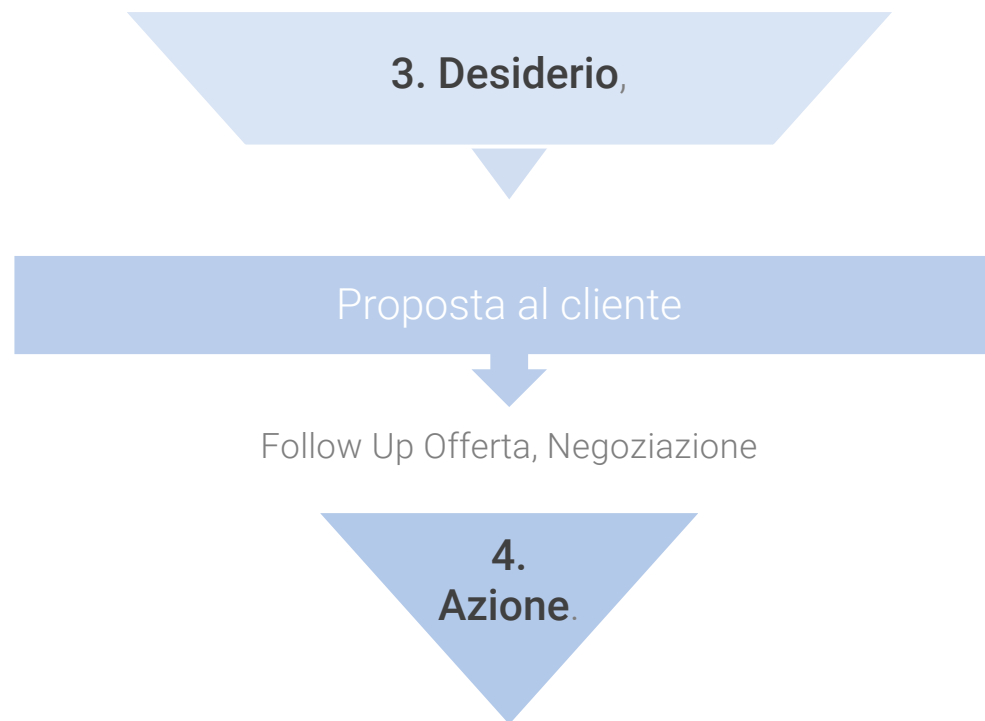 3. Desiderio,
Proposta al cliente
Follow Up Offerta, Negoziazione
4.
Azione.